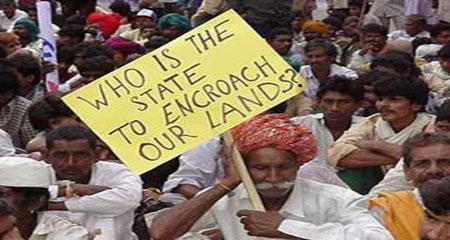 WHO IS THE
STATE
TO ENCROACH
OUR LANDS?